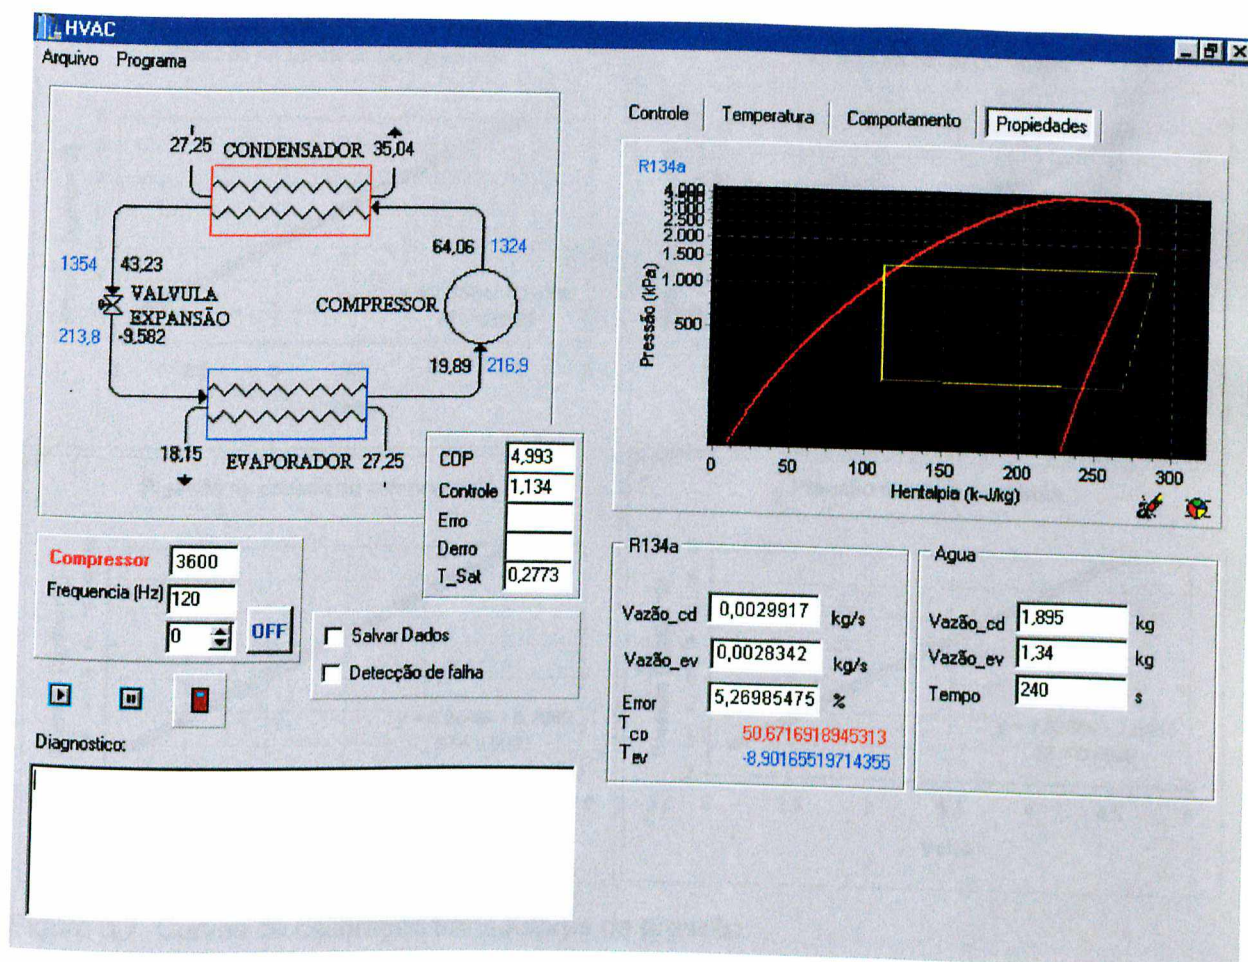 HVAC
Arquivo Programa
27,25 CONDENSADOR 35,04
64,06 1324
1354 43,23
VALVULA
EXPANSÃO
COMPRESSOR
213,8 -9,582
19,89 216,9
18,15 EVAPORADOR 27,25
COP 4,993
Controle 1,134
Erro
Derro
T_Sat 0,2773
Compressor 3600
Frequencia (Hz) 120
0 OFF
Salvar Dados
Detecção de falha
Diagnostico:
Controle Temperatura Comportamento Propiedades
R134a
4.000
2.500
2.000
1.500
1.000
500
Pressão (kPa)
0 50 100 150 200 250 300
Hentalpia (k-J/kg)
R134a
Vazão_cd 0,0029917 kg/s
Vazão_ev 0,0028342 kg/s
Error 5,26985475 %
T CD 50,6716918945313
T ev -8,90165519714355
Agua
Vazão_cd 1,895 kg
Vazão_ev 1,34 kg
Tempo 240 s